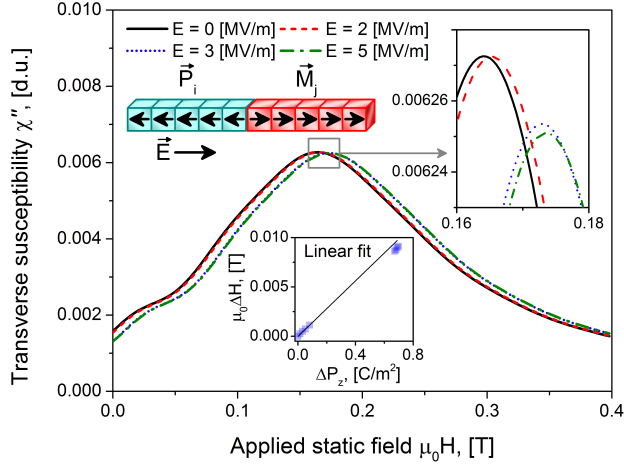 0.010
0.008
0.006
0.004
0.002
0.000
Transverse susceptibility χ″, [d.u.]
E = 0 [MV/m]
E = 2 [MV/m]
E = 3 [MV/m]
E = 5 [MV/m]
P⃗i
M⃗j
E⃗
0.00626
0.00624
0.16
0.18
Linear fit
0.010
0.005
0.000
μ0ΔH, [T]
0.0
0.4
0.8
ΔPz, [C/m²]
0.0
0.1
0.2
0.3
0.4
Applied static field μ0H, [T]